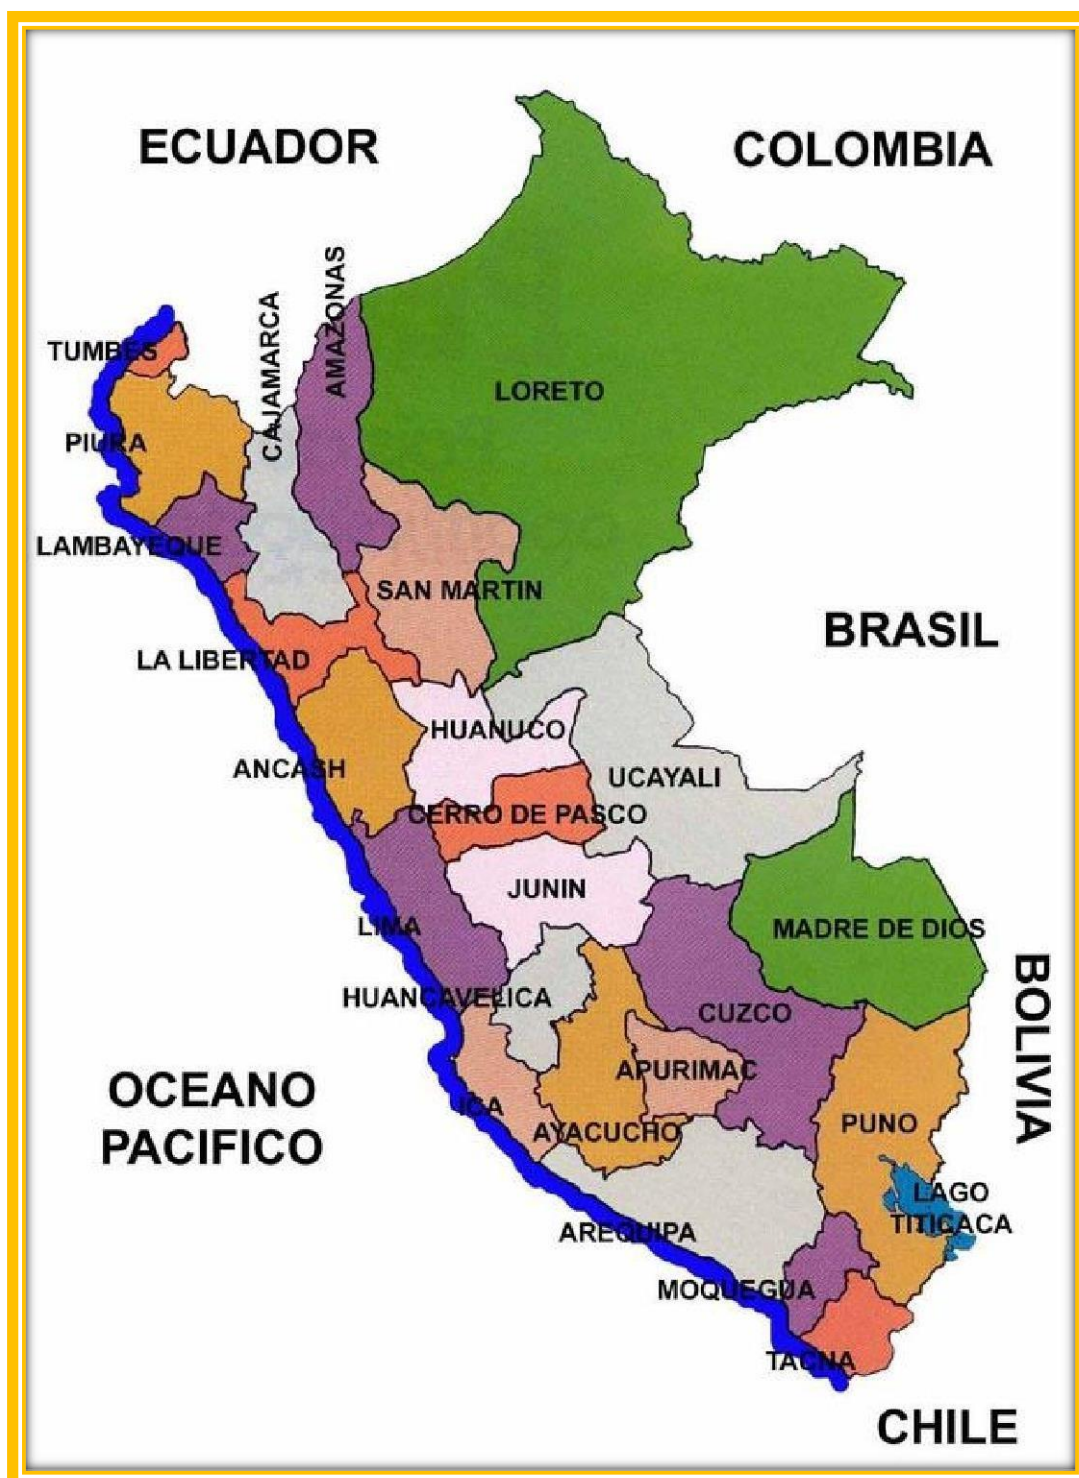 ECUADOR
COLOMBIA
AMAZONAS
CAJAMARCA
TUMBES
LORETO
PIURA
LAMBAYEQUE
SAN MARTIN
BRASIL
LA LIBERTAD
HUANUCO
ANCASH
UCAYALI
CERRO DE PASCO
JUNIN
LIMA
MADRE DE DIOS
HUANCAVELICA
CUZCO
BOLIVIA
APURIMAC
OCEANO
PACIFICO
ICA
AYACUCHO
PUNO
LAGO
TITICACA
AREQUIPA
MOQUEGUA
TACNA
CHILE